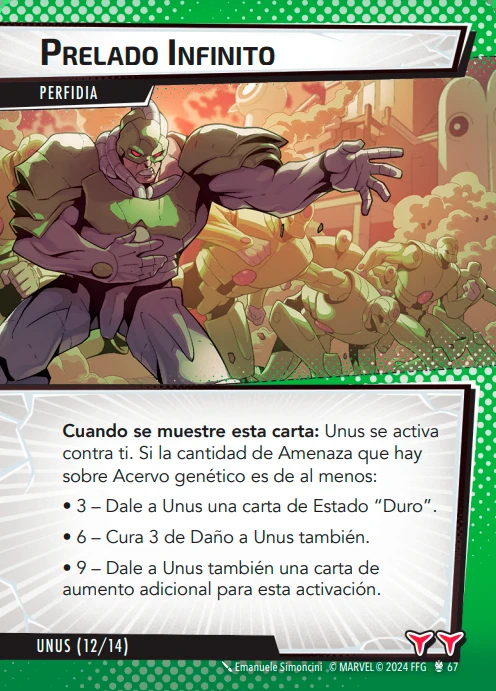 PRELADO INFINITO
PERFIDIA
Cuando se muestre esta carta: Unus se activa
contra ti. Si la cantidad de Amenaza que hay
sobre Acervo genético es de al menos:
• 3 – Dale a Unus una carta de Estado “Duro”.
• 6 – Cura 3 de Daño a Unus también.
• 9 – Dale a Unus también una carta de
aumento adicional para esta activación.
UNUS (12/14)
Emanuele Simoncini . © MARVEL © 2024 FFG 67